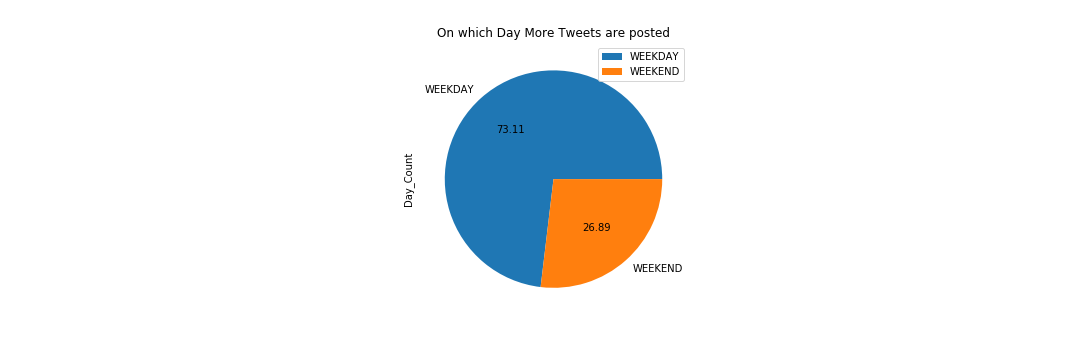 On which Day More Tweets are posted
WEEKDAY
WEEKEND
WEEKDAY
73.11
Day_Count
26.89
WEEKEND